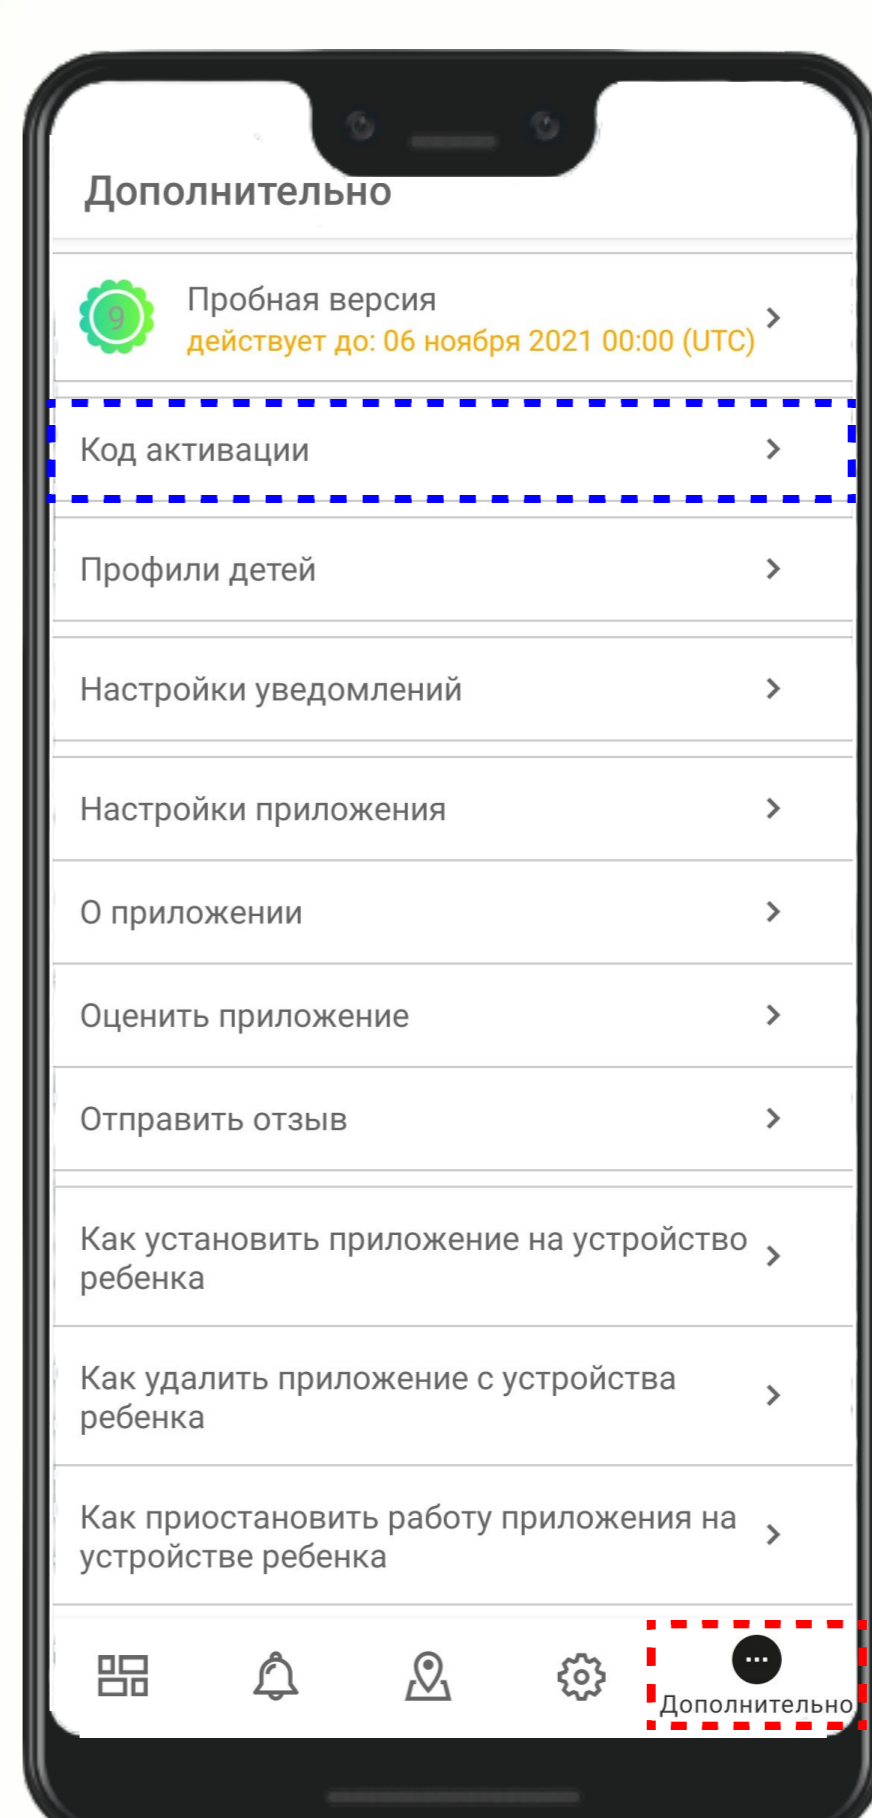 Дополнительно
9
Пробная версия
действует до: 06 ноября 2021 00:00 (UTC)
Код активации
Профили детей
Настройки уведомлений
Настройки приложения
О приложении
Оценить приложение
Отправить отзыв
Как установить приложение на устройство
ребенка
Как удалить приложение с устройства
ребенка
Как приостановить работу приложения на
устройстве ребенка
Дополнительно